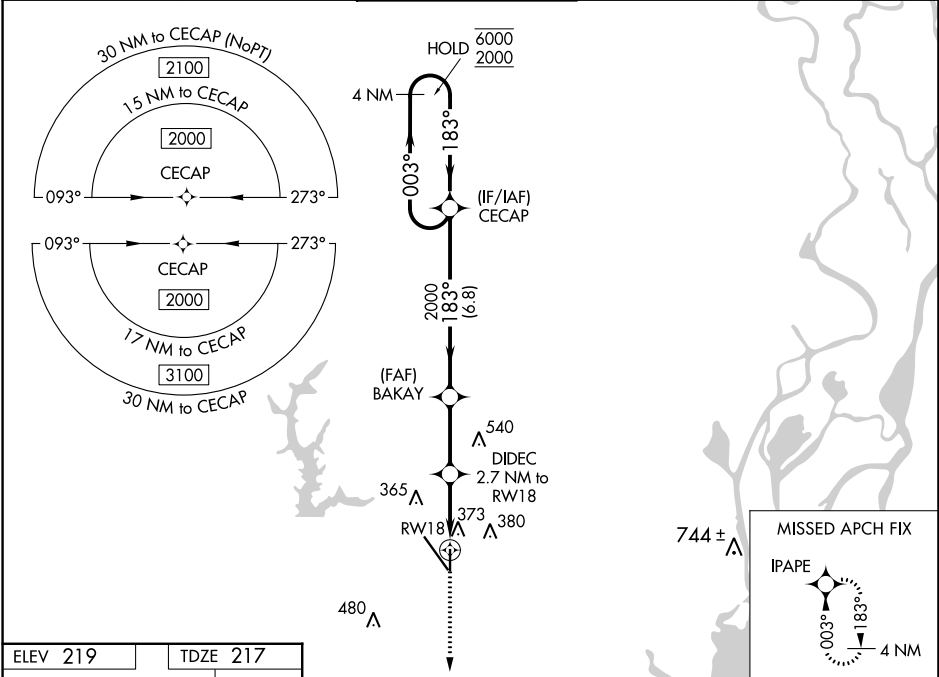 30 NM to CECAP (NoPT)
2100
15 NM to CECAP
2000
CECAP
093°
273°
093°
273°
CECAP
2000
17 NM to CECAP
3100
30 NM to CECAP
HOLD 6000
2000
4 NM
183°
003°
(IF/IAF)
CECAP
2000
183°
(6.8)
(FAF)
BAKAY
540
DIDEC
2.7 NM to
RW18
365
373
380
RW18
744 ±
480
MISSED APCH FIX
IPAPE
003°
183°
4 NM
ELEV 219
TDZE 217